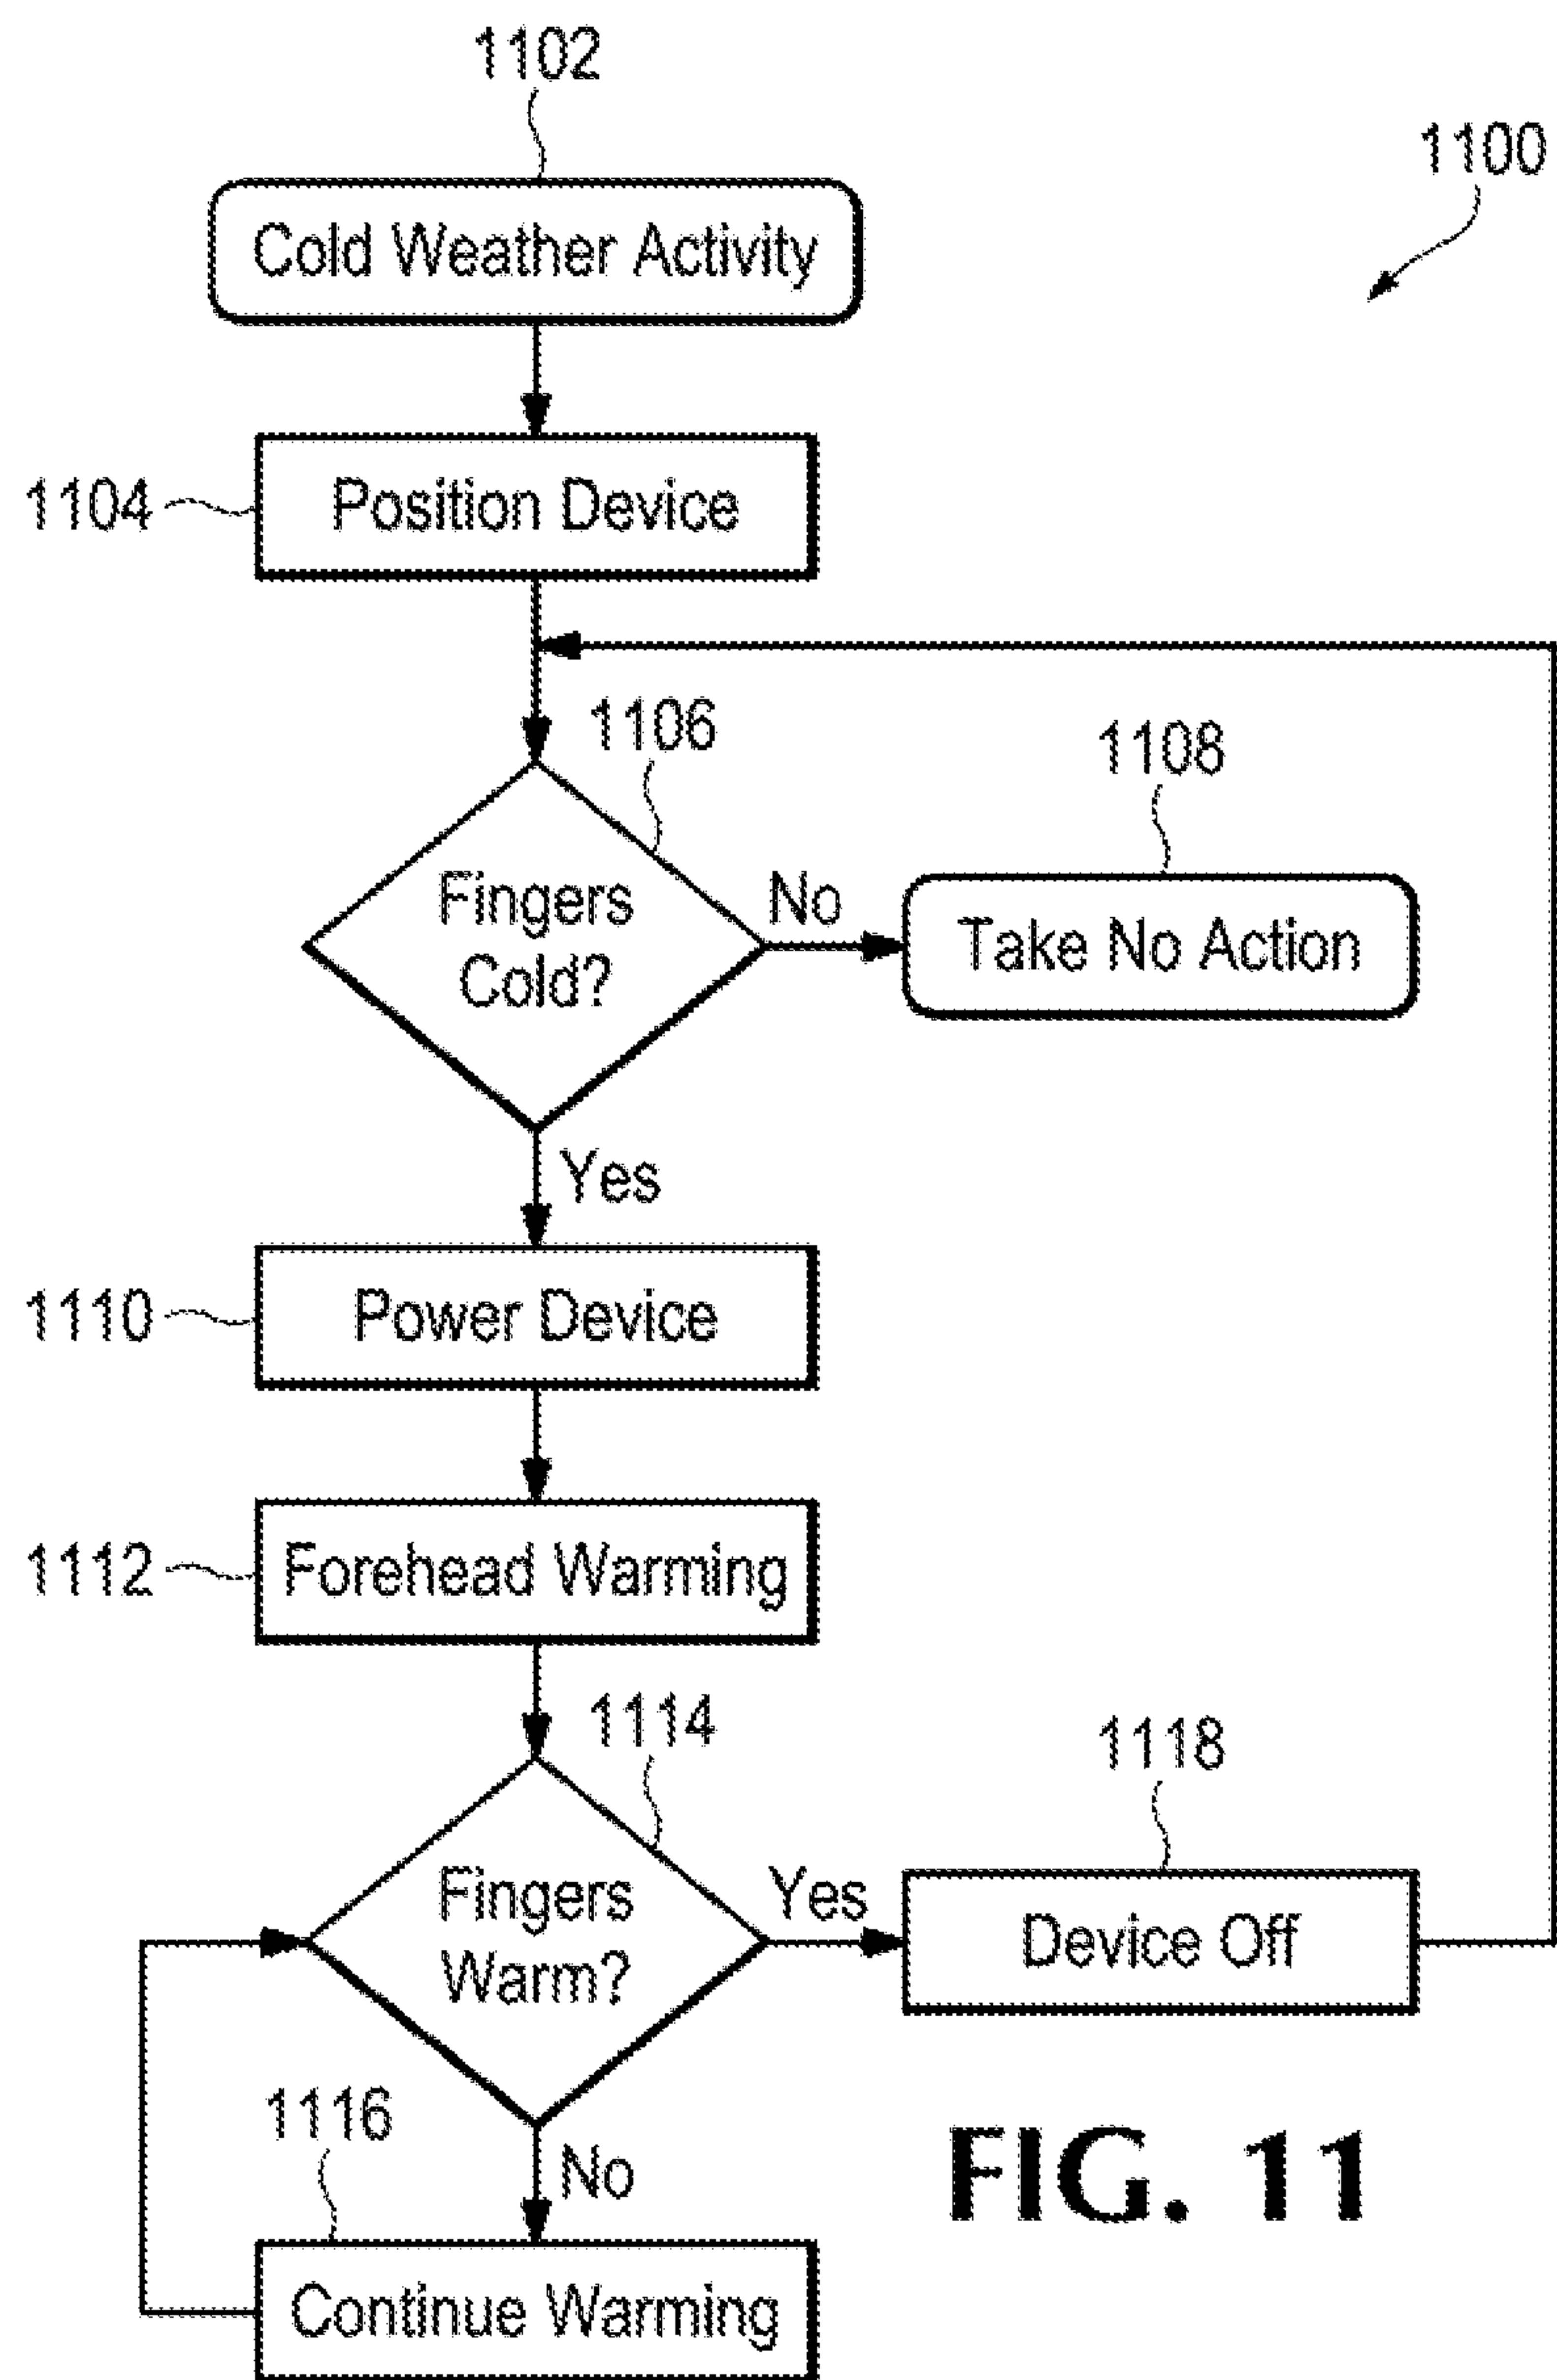 1102
1100
Cold Weather Activity
1104
Position Device
1106
1108
Fingers
Cold?
No
Take No Action
Yes
1110
Power Device
1112
Forehead Warming
1114
1118
Fingers
Warm?
Yes
Device Off
1116
No
FIG. 11
Continue Warming